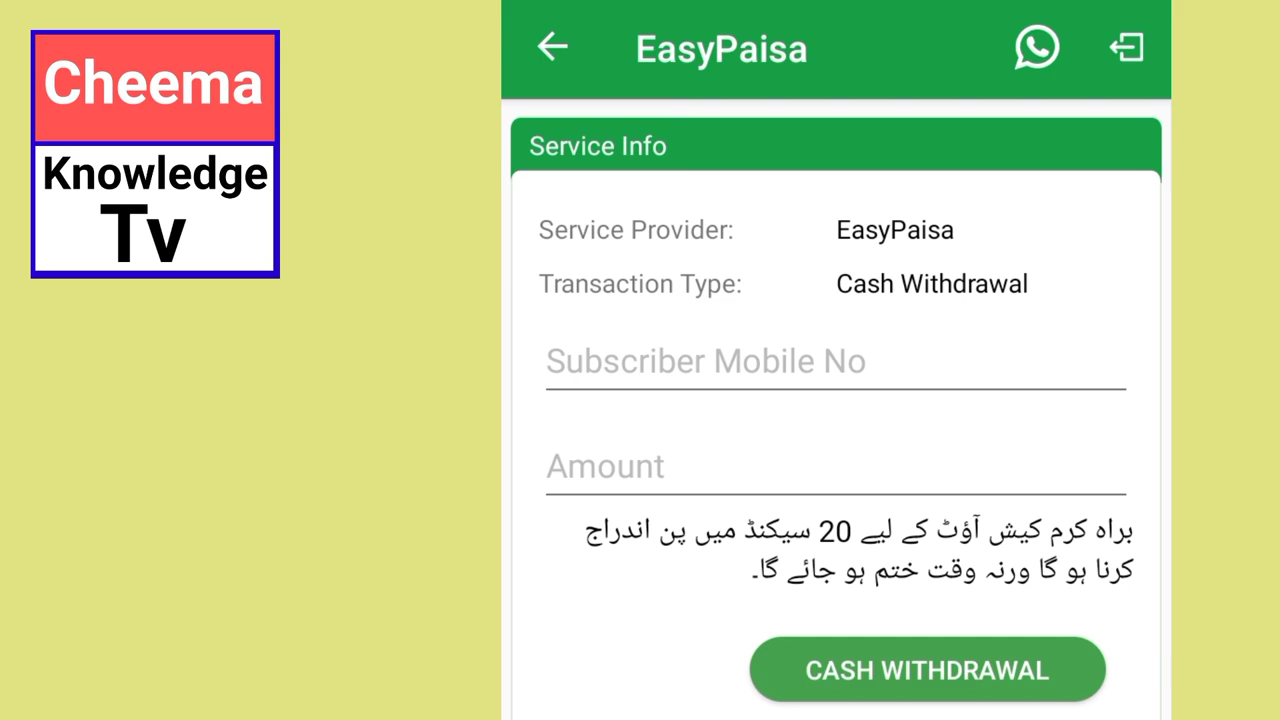 Cheema
Knowledge
Tv
EasyPaisa
Service Info
Service Provider: EasyPaisa
Transaction Type: Cash Withdrawal
Subscriber Mobile No
Amount
براہ کرم کیش آؤٹ کے لیے 20 سیکنڈ میں پن اندراج
کرنا ہو گا ورنہ وقت ختم ہو جائے گا۔
CASH WITHDRAWAL